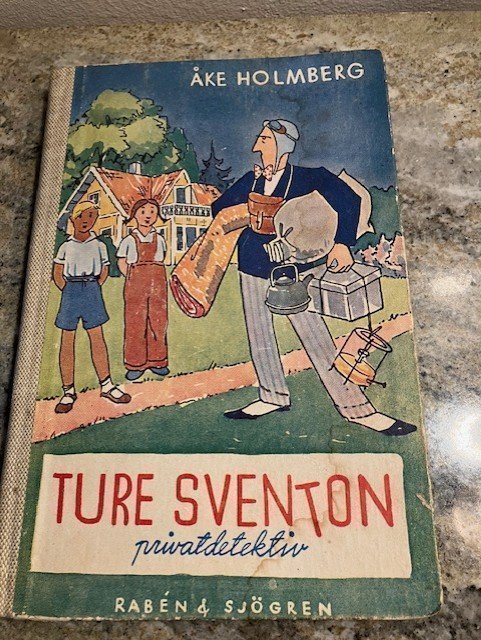 ÅKE HOLMBERG
TURE SVENTON
privatdetektiv
RABÉN & SJÖGREN